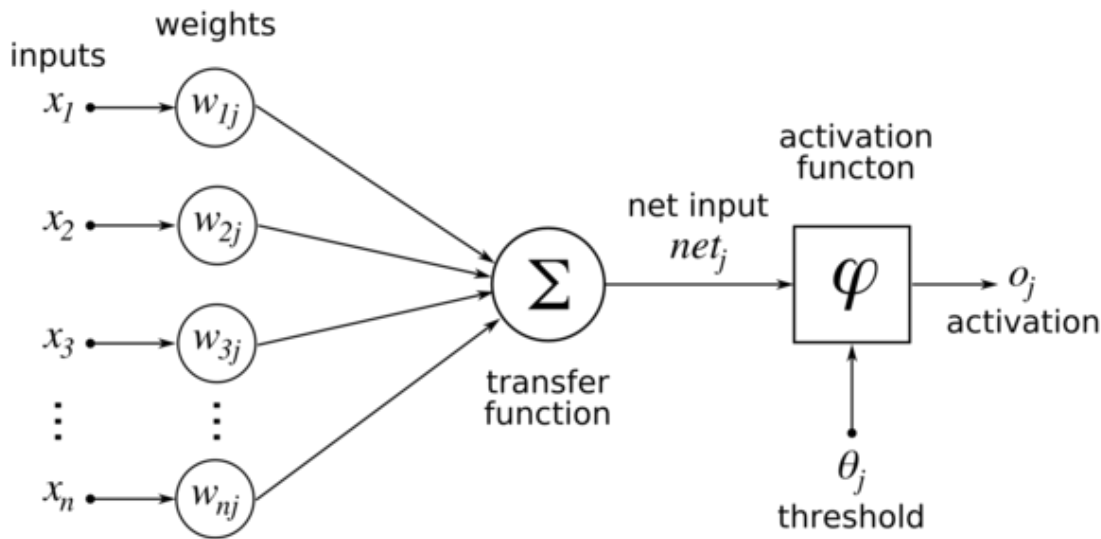 weights
inputs
x1
w1j
x2
w2j
x3
w3j
⋮
⋮
xn
wnj
Σ
transfer
function
net input
netj
activation
functon
φ
oj
activation
θj
threshold